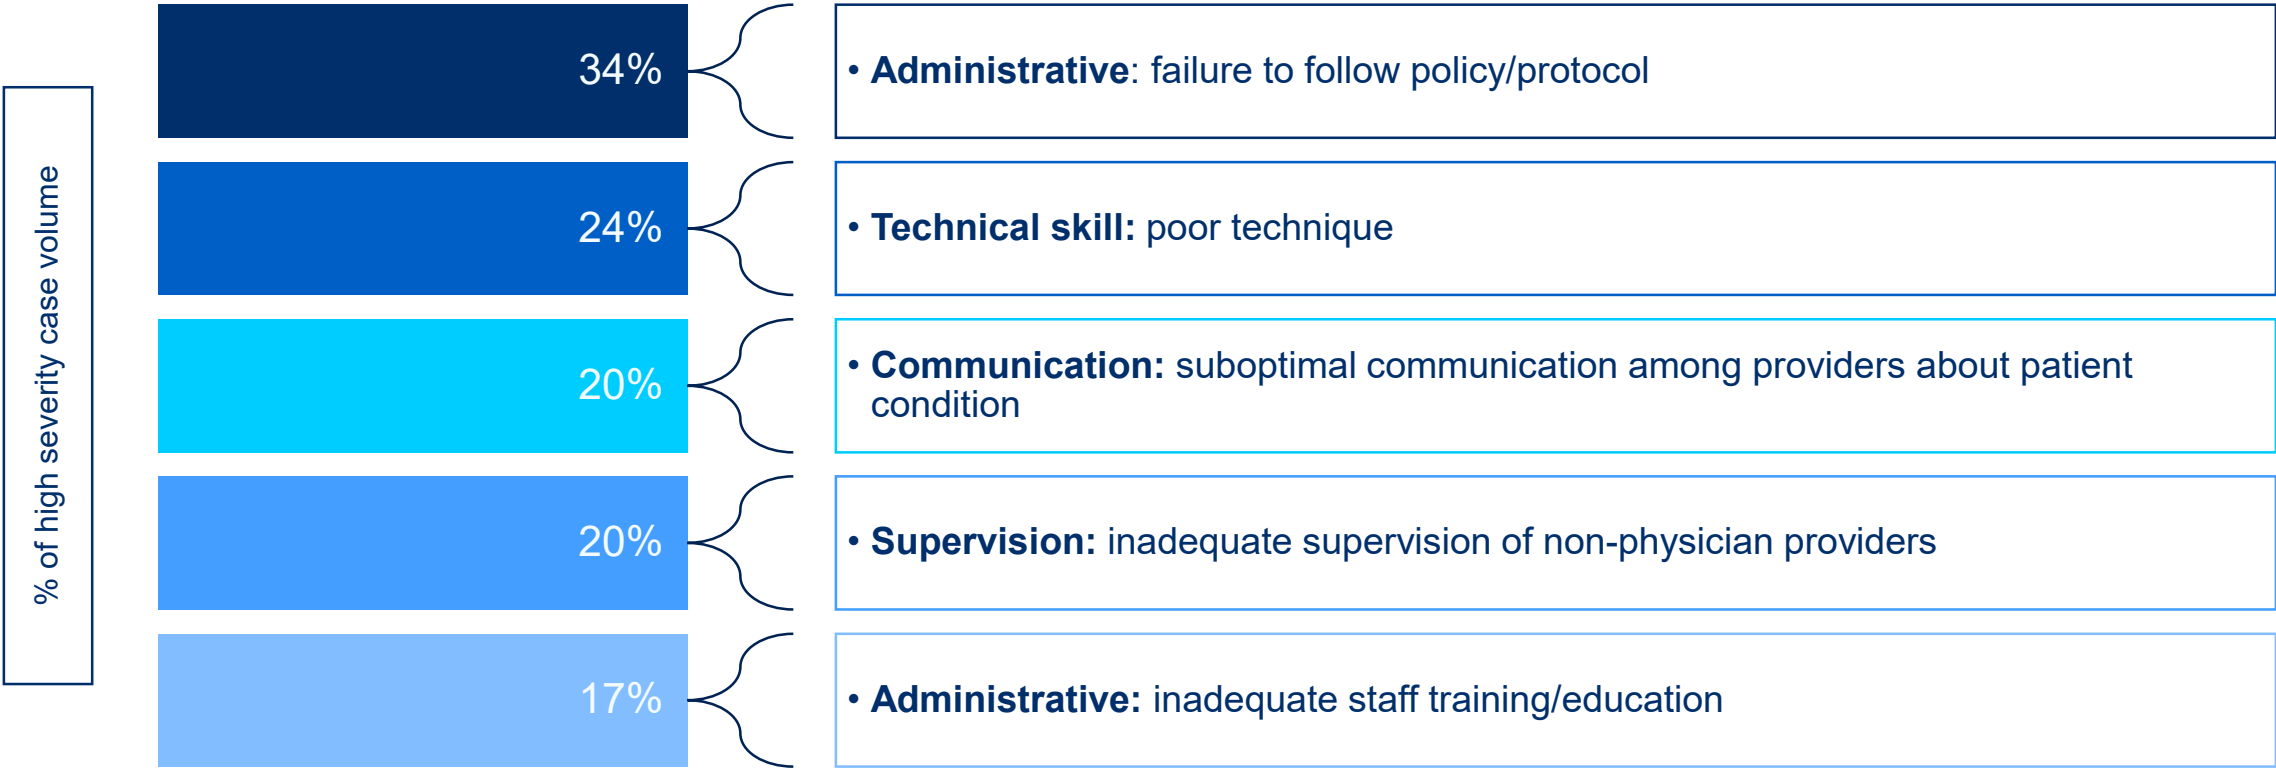 % of high severity case volume
34%
• Administrative: failure to follow policy/protocol
24%
• Technical skill: poor technique
20%
• Communication: suboptimal communication among providers about patient
condition
20%
• Supervision: inadequate supervision of non-physician providers
17%
• Administrative: inadequate staff training/education